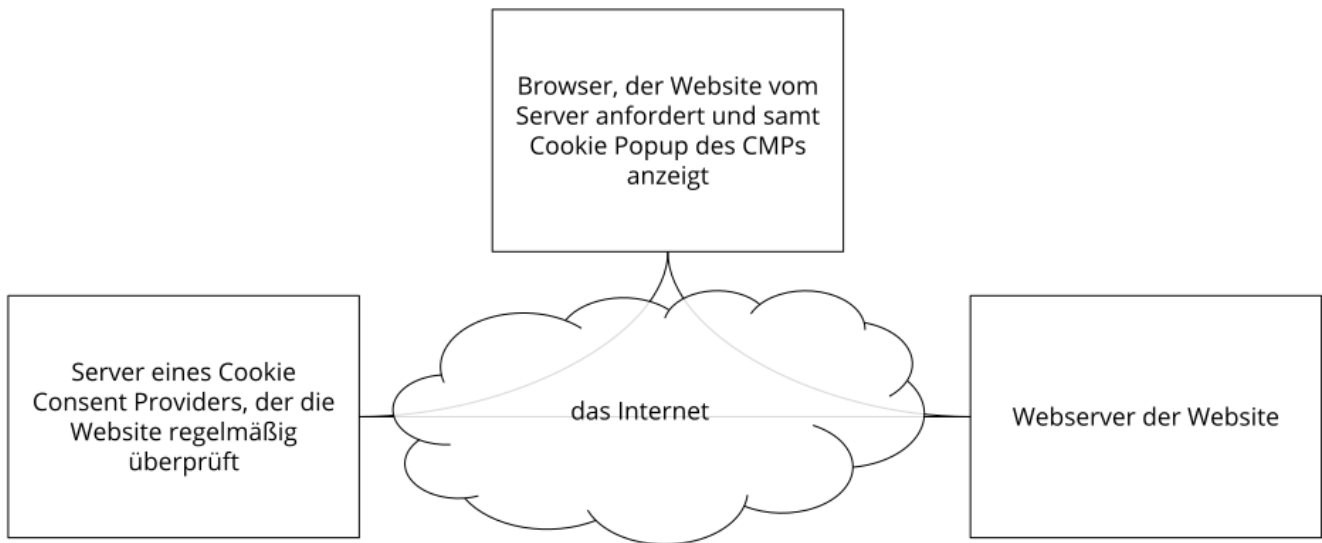 Browser, der Website vom
Server anfordert und samt
Cookie Popup des CMPs
anzeigt
Server eines Cookie
Consent Providers, der die
Website regelmäßig
überprüft
das Internet
Webserver der Website